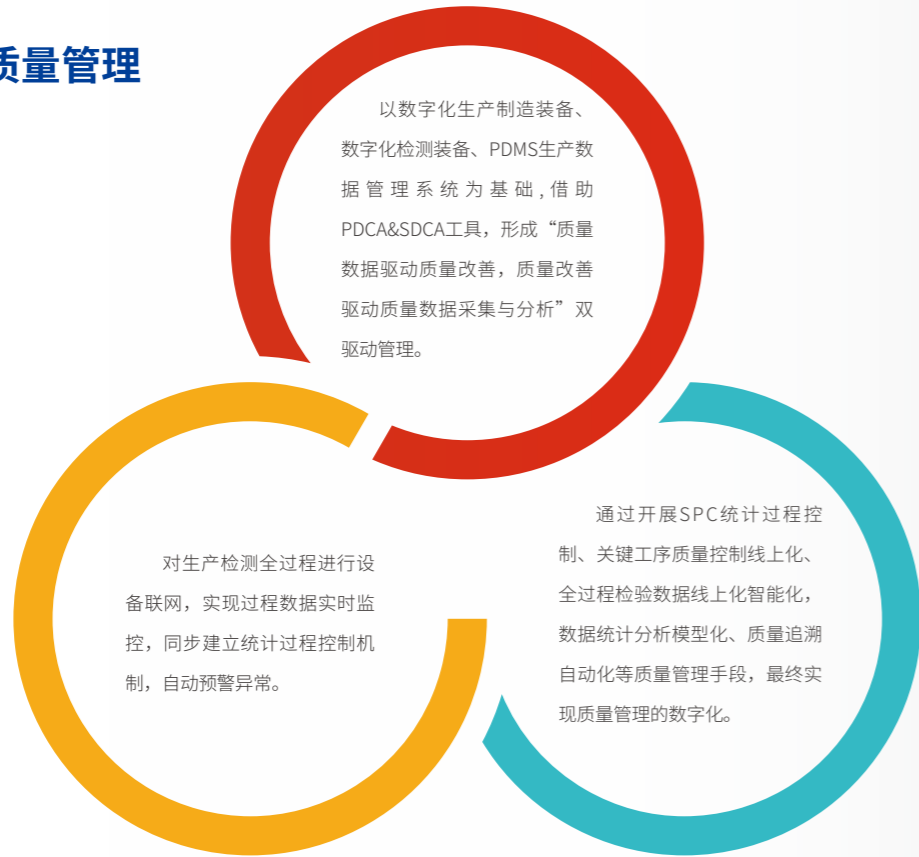 质量管理
以数字化生产制造装备、
数字化检测装备、PDMS生产数
据管理系统为基础,借助
PDCA&SDCA工具，形成“质量
数据驱动质量改善，质量改善
驱动质量数据采集与分析”双
驱动管理。
对生产检测全过程进行设
备联网，实现过程数据实时监
控，同步建立统计过程控制机
制，自动预警异常。
通过开展SPC统计过程控
制、关键工序质量控制线上化、
全过程检验数据线上化智能化，
数据统计分析模型化、质量追溯
自动化等质量管理手段，最终实
现质量管理的数字化。